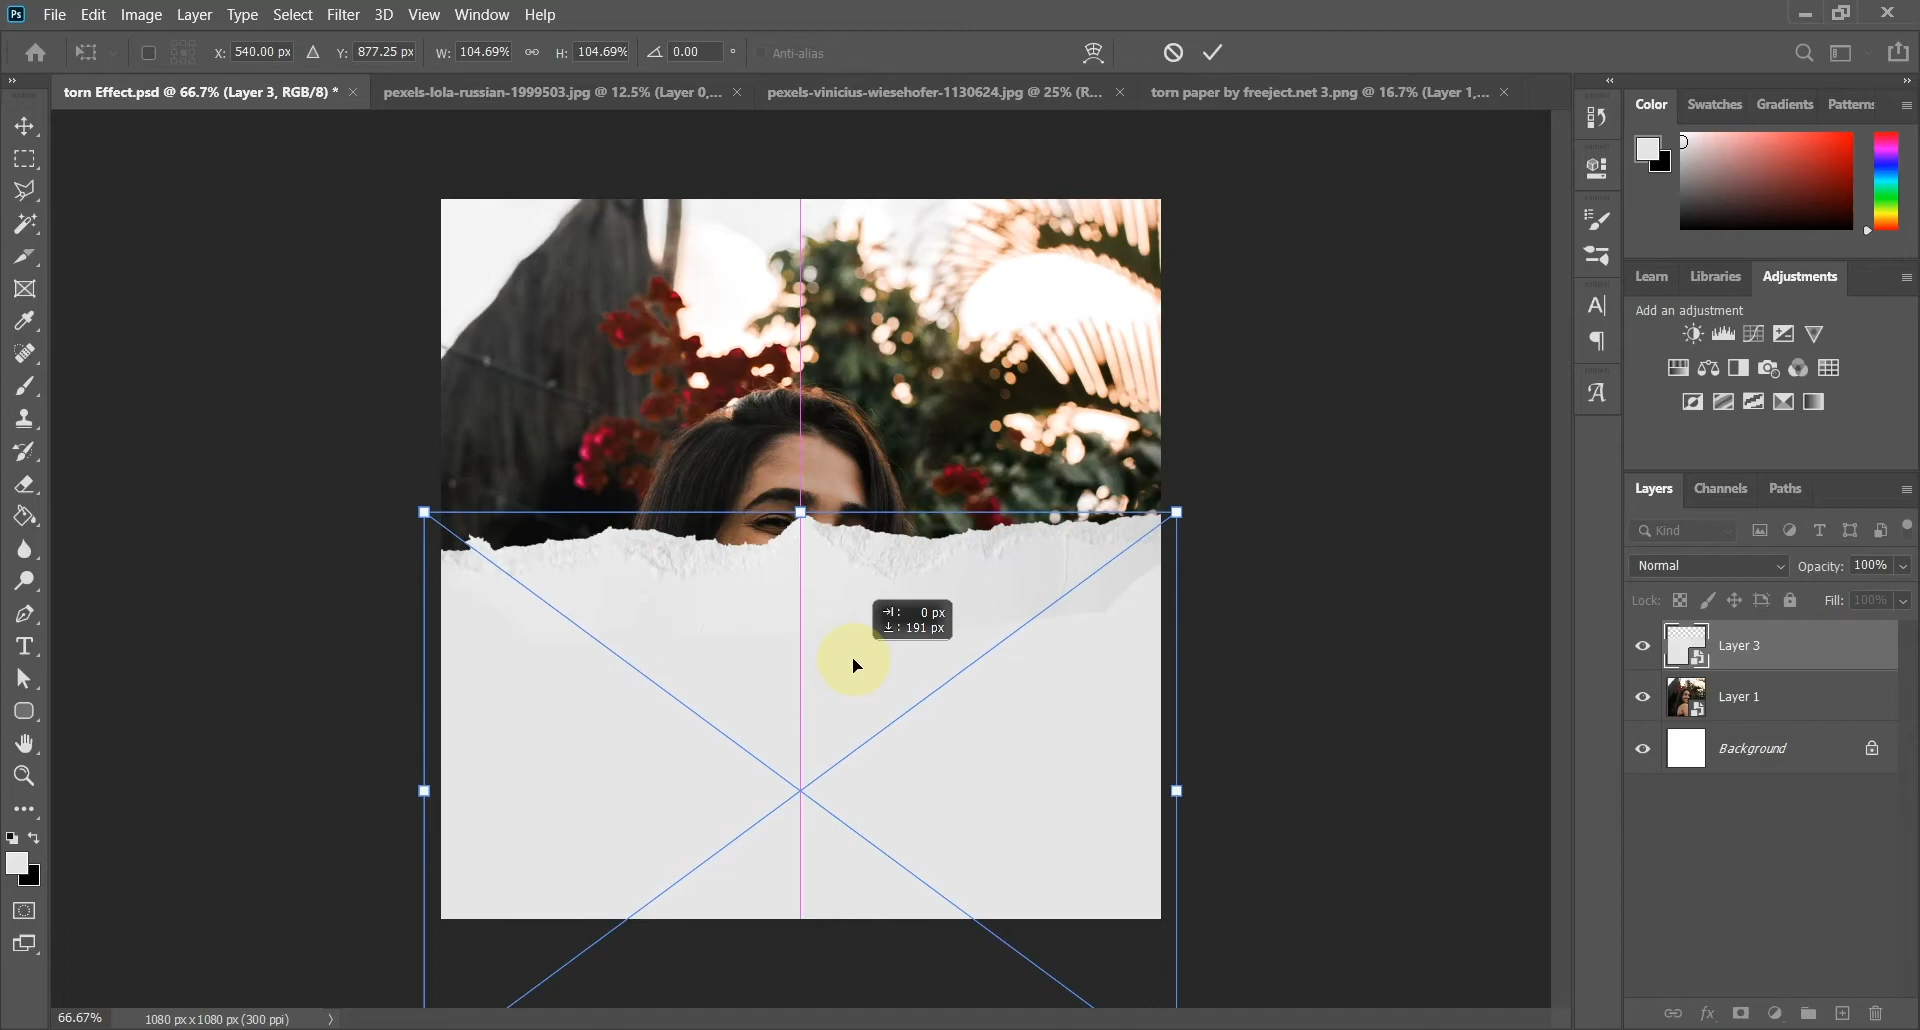 Ps File Edit Image Layer Type Select Filter 3D View Window Help
X: 540.00 px Y: 877.25 px W: 104.69% H: 104.69% 0.00 ° Anti-alias
torn Effect.psd @ 66.7% (Layer 3, RGB/8) *
pexels-lola-russian-1999503.jpg @ 12.5% (Layer 0,...
pexels-vinicius-wiesehofer-1130624.jpg @ 25% (R...
torn paper by freeject.net 3.png @ 16.7% (Layer 1,...
Color Swatches Gradients Patterns
Learn Libraries Adjustments
Add an adjustment
Layers Channels Paths
Kind
Normal Opacity: 100%
Lock: Fill: 100%
Layer 3
Layer 1
Background
0 px
: 191 px
66.67% 1080 px x 1080 px (300 ppi)